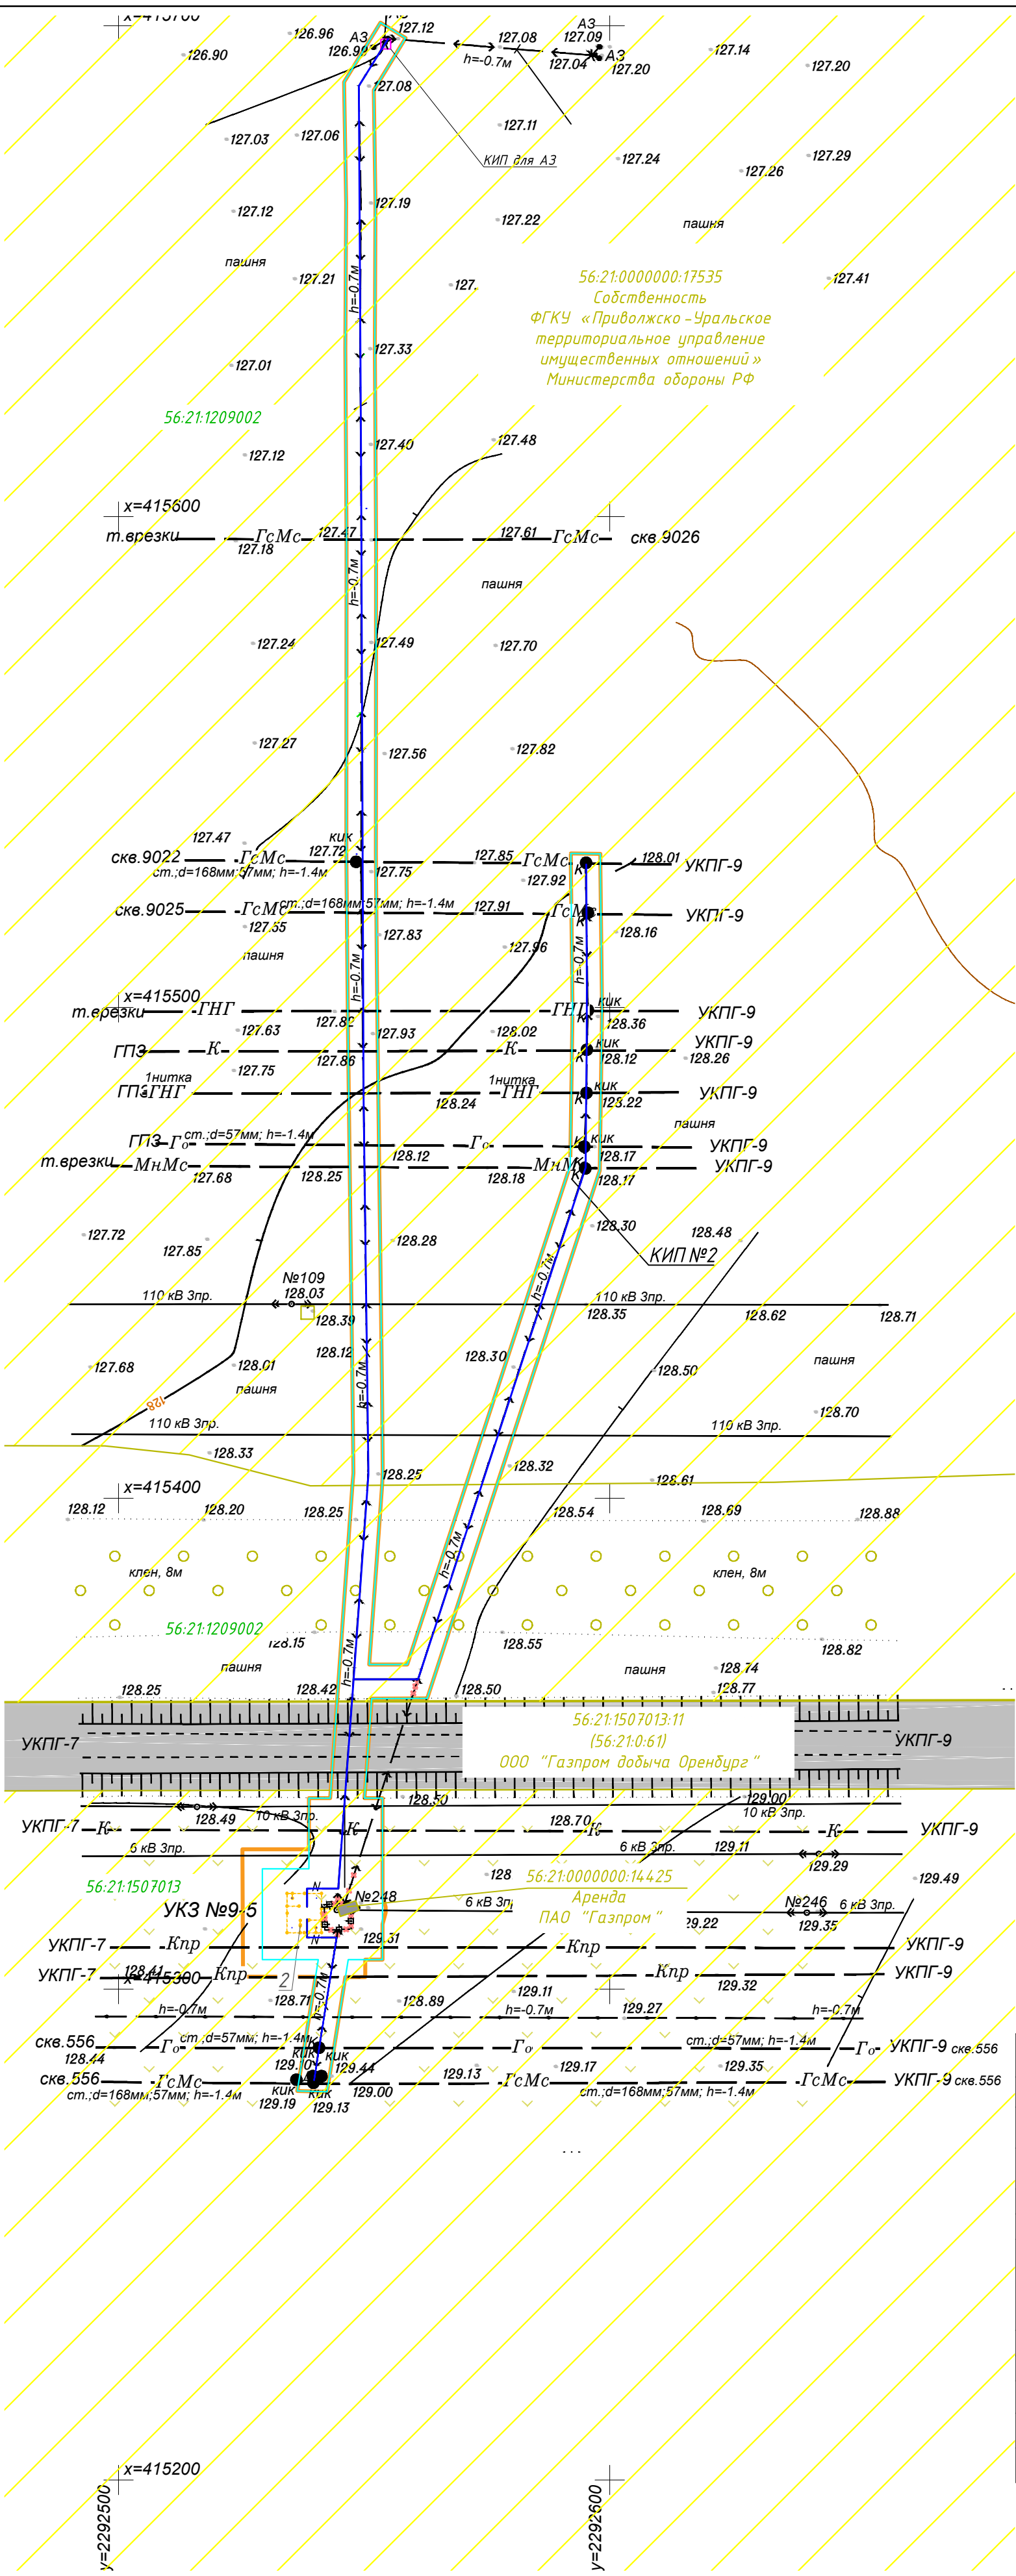 x=415700
127.12
АЗ
127.09
126.96
АЗ
127.08
126.90
126.99
h=-0.7м
127.04
АЗ
127.14
127.20
127.20
127.08
127.03
127.06
127.11
КИП для АЗ
127.24
127.29
127.26
127.12
127.19
127.22
пашня
пашня
127.21
h=-0.7м
127.
56:21:0000000:17535
Собственность
ФГКУ «Приволжско-Уральское
территориальное управление
имущественных отношений»
Министерства обороны РФ
127.41
127.33
127.01
56:21:1209002
127.40
127.48
127.12
x=415600
т.врезки
ГсМс
127.47
127.61
ГсМс
скв.9026
127.18
h=-0.7м
пашня
127.24
127.49
127.70
127.27
127.56
127.82
127.47
кик
скв.9022
ГсМс
127.72
127.85
ГсМс
128.01
УКПГ-9
ст.;d=168мм;57мм; h=-1.4м
127.75
127.92
К
скв.9025
ГсМс
ст.;d=168мм;57мм; h=-1.4м
127.91
ГсМс
УКПГ-9
К
127.55
127.83
128.16
пашня
127.96
h=-0.7м
h=-0.7м
x=415500
т.врезки
ГНГ
127.82
ГНГ
кик
УКПГ-9
К
127.63
127.93
128.02
128.36
ГПЗ
К
127.86
К
кик
УКПГ-9
К
128.12
128.26
127.75
1нитка
1нитка
ГПЗ
ГНГ
ГНГ
кик
УКПГ-9
К
128.24
128.22
пашня
ГПЗ
Го
ст.;d=57мм; h=-1.4м
Го
К
кик
УКПГ-9
128.12
128.17
т.врезки
МнМс
МнМс
К
УКПГ-9
127.68
128.25
128.18
К
128.17
127.72
127.85
128.28
128.30
128.48
КИП №2
№109
128.03
h=-0.7м
110 кВ 3пр.
110 кВ 3пр.
128.39
128.35
128.62
128.71
128.12
127.68
128.01
128.30
128.50
пашня
h=-0.7м
пашня
128
128.70
110 кВ 3пр.
110 кВ 3пр.
128.33
128.25
128.32
128.61
x=415400
128.12
128.20
128.25
128.54
128.69
128.88
h=-0.7м
клен, 8м
клен, 8м
56:21:1209002
128.15
128.55
128.82
h=-0.7м
пашня
пашня
128.74
128.25
128.42
128.50
128.77
УКПГ-7
56:21:1507013:11
(56:21:0:61)
ООО "Газпром добыча Оренбург"
УКПГ-9
128.50
129.00
128.49
10 кВ 3пр.
128.70
10 кВ 3пр.
УКПГ-7
К
К
К
К
УКПГ-9
6 кВ 3пр.
6 кВ 3пр.
129.11
129.29
129.49
56:21:1507013
128
56:21:0000000:14425
Аренда
ПАО "Газпром"
N
№248
6 кВ 3п
№246
6 кВ 3пр.
УКЗ №9-5
129.22
129.35
N
129.31
УКПГ-7
Кпр
Кпр
УКПГ-9
УКПГ-7
128.41
x=415300
Кпр
2
Кпр
УКПГ-9
129.32
128.71
128.89
129.11
h=-0.7м
h=-0.7м
h=-0.7м
129.27
h=-0.7м
скв.556
Го
ст.;d=57мм; h=-1.4м
К
Го
ст.;d=57мм; h=-1.4м
Го
УКПГ-9 скв.556
128.44
кик
кик
129.10
129.44
129.13
129.17
129.35
скв.556
ГсМс
ГсМс
ГсМс
УКПГ-9 скв.556
ст.;d=168мм;57мм; h=-1.4м
кик
кик
129.00
ст.;d=168мм;57мм; h=-1.4м
129.19
129.13
x=415200
y=2292500
y=2292600